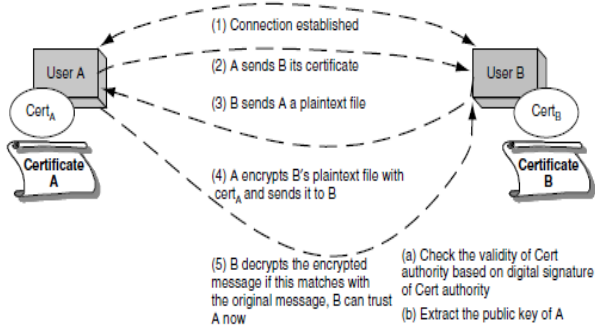 (1) Connection established
User A
(2) A sends B its certificate
User B
(3) B sends A a plaintext file
CertA
CertB
Certificate
A
Certificate
B
(4) A encrypts B's plaintext file with
certA and sends it to B
(5) B decrypts the encrypted
message if this matches with
the original message, B can trust
A now
(a) Check the validity of Cert
authority based on digital signature
of Cert authority
(b) Extract the public key of A